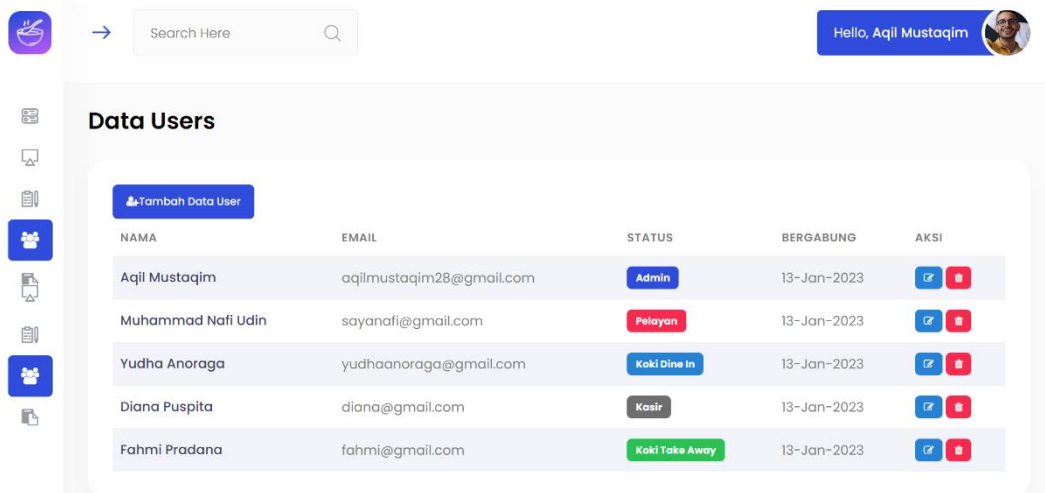 Search Here
Hello, Aqil Mustaqim
Data Users
Tambah Data User
NAMA EMAIL STATUS BERGABUNG AKSI
Aqil Mustaqim aqilmustaqim28@gmail.com Admin 13-Jan-2023
Muhammad Nafi Udin sayanafi@gmail.com Pelayan 13-Jan-2023
Yudha Anoraga yudhaanoraga@gmail.com Koki Dine In 13-Jan-2023
Diana Puspita diana@gmail.com Kasir 13-Jan-2023
Fahmi Pradana fahmi@gmail.com Koki Take Away 13-Jan-2023